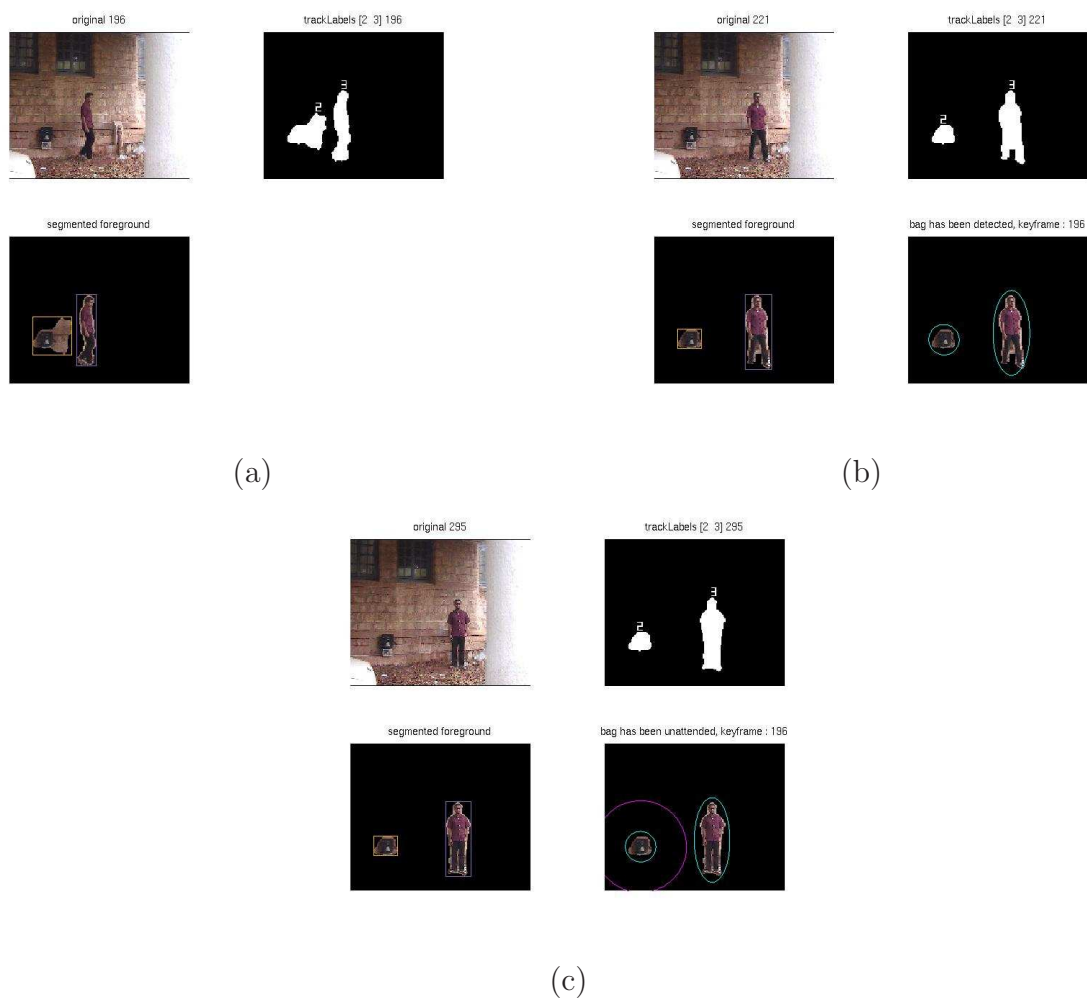 original 196
trackLabels [2 3] 196
2
3
segmented foreground
(a)
original 221
trackLabels [2 3] 221
2
3
segmented foreground
bag has been detected, keyframe : 196
(b)
original 295
trackLabels [2 3] 295
2
3
segmented foreground
bag has been unattended, keyframe : 196
(c)